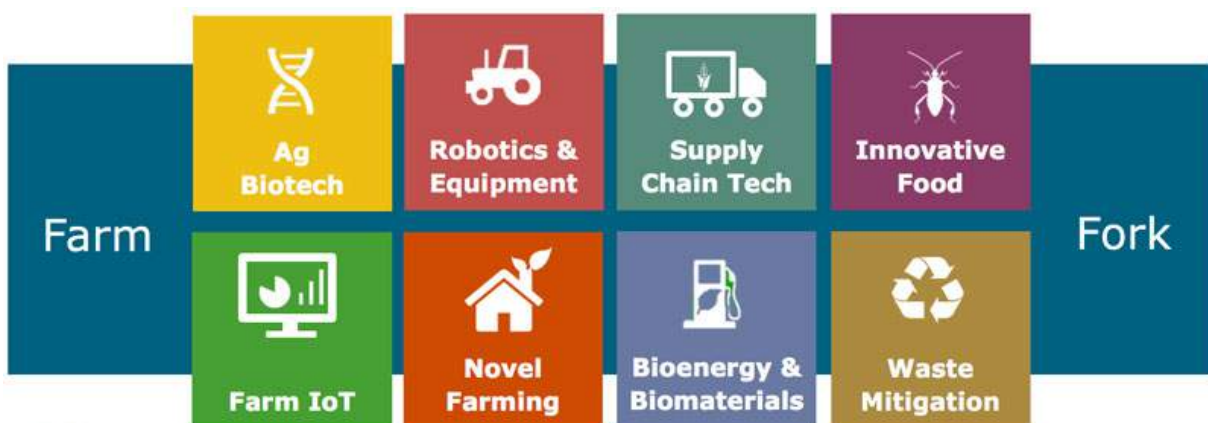 Farm
Ag
Biotech
Robotics &
Equipment
Supply
Chain Tech
Innovative
Food
Farm IoT
Novel
Farming
Bioenergy &
Biomaterials
Waste
Mitigation
Fork